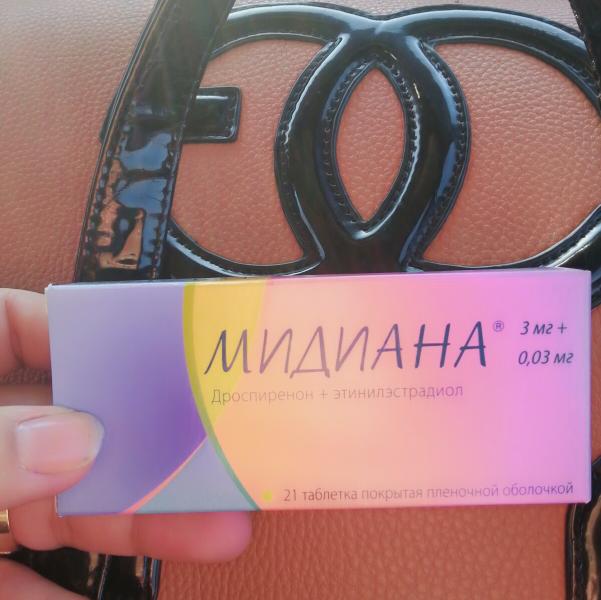 МИДИАНА® 3 мг +
0,03 мг
Дроспиренон + этинилэстрадиол
21 таблетка покрытая пленочной оболочкой